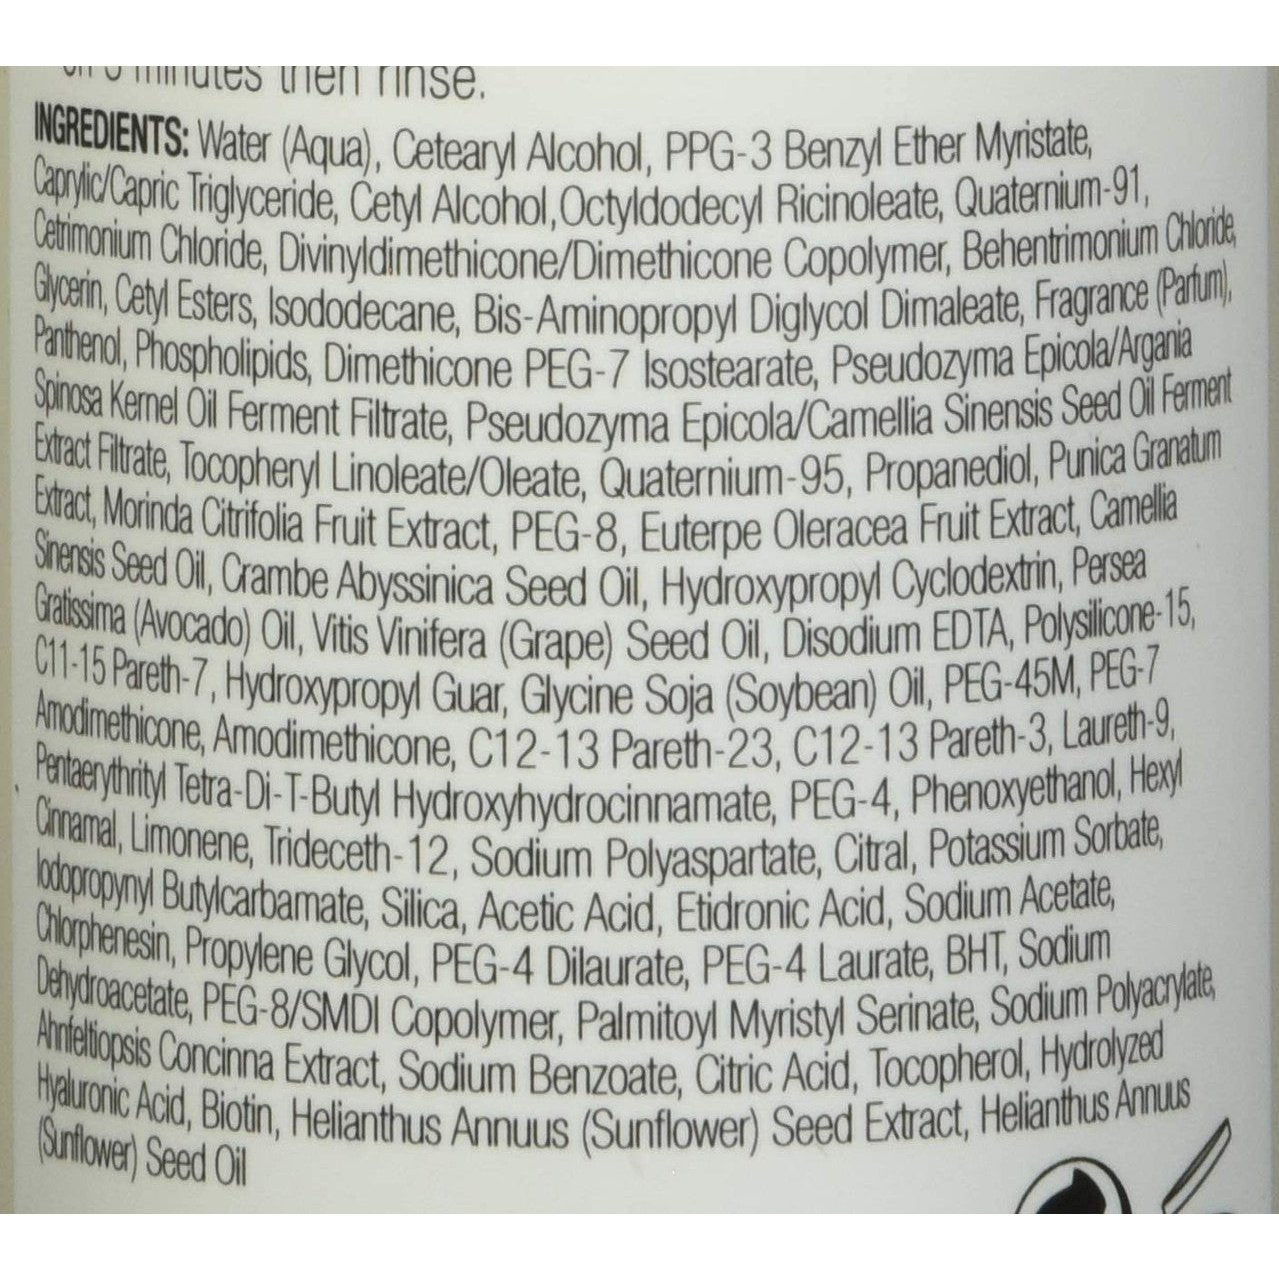 minutes then rinse.
INGREDIENTS: Water (Aqua), Cetearyl Alcohol, PPG-3 Benzyl Ether Myristate,
Caprylic/Capric Triglyceride, Cetyl Alcohol,Octyldodecyl Ricinoleate, Quaternium-91,
Cetrimonium Chloride, Divinyldimethicone/Dimethicone Copolymer, Behentrimonium Chloride,
Glycerin, Cetyl Esters, Isododecane, Bis-Aminopropyl Diglycol Dimaleate, Fragrance (Parfum),
Panthenol, Phospholipids, Dimethicone PEG-7 Isostearate, Pseudozyma Epicola/Argania
Spinosa Kernel Oil Ferment Filtrate, Pseudozyma Epicola/Camellia Sinensis Seed Oil Ferment
Extract Filtrate, Tocopheryl Linoleate/Oleate, Quaternium-95, Propanediol, Punica Granatum
Extract, Morinda Citrifolia Fruit Extract, PEG-8, Euterpe Oleracea Fruit Extract, Camellia
Sinensis Seed Oil, Crambe Abyssinica Seed Oil, Hydroxypropyl Cyclodextrin, Persea
Gratissima (Avocado) Oil, Vitis Vinifera (Grape) Seed Oil, Disodium EDTA, Polysilicone-15,
C11-15 Pareth-7, Hydroxypropyl Guar, Glycine Soja (Soybean) Oil, PEG-45M, PEG-7
Amodimethicone, Amodimethicone, C12-13 Pareth-23, C12-13 Pareth-3, Laureth-9,
Pentaerythrityl Tetra-Di-T-Butyl Hydroxyhydrocinnamate, PEG-4, Phenoxyethanol, Hexyl
Cinnamal, Limonene, Trideceth-12, Sodium Polyaspartate, Citral, Potassium Sorbate,
Iodopropynyl Butylcarbamate, Silica, Acetic Acid, Etidronic Acid, Sodium Acetate,
Chlorphenesin, Propylene Glycol, PEG-4 Dilaurate, PEG-4 Laurate, BHT, Sodium
Dehydroacetate, PEG-8/SMDI Copolymer, Palmitoyl Myristyl Serinate, Sodium Polyacrylate,
Ahnfeltiopsis Concinna Extract, Sodium Benzoate, Citric Acid, Tocopherol, Hydrolyzed
Hyaluronic Acid, Biotin, Helianthus Annuus (Sunflower) Seed Extract, Helianthus Annuus
(Sunflower) Seed Oil